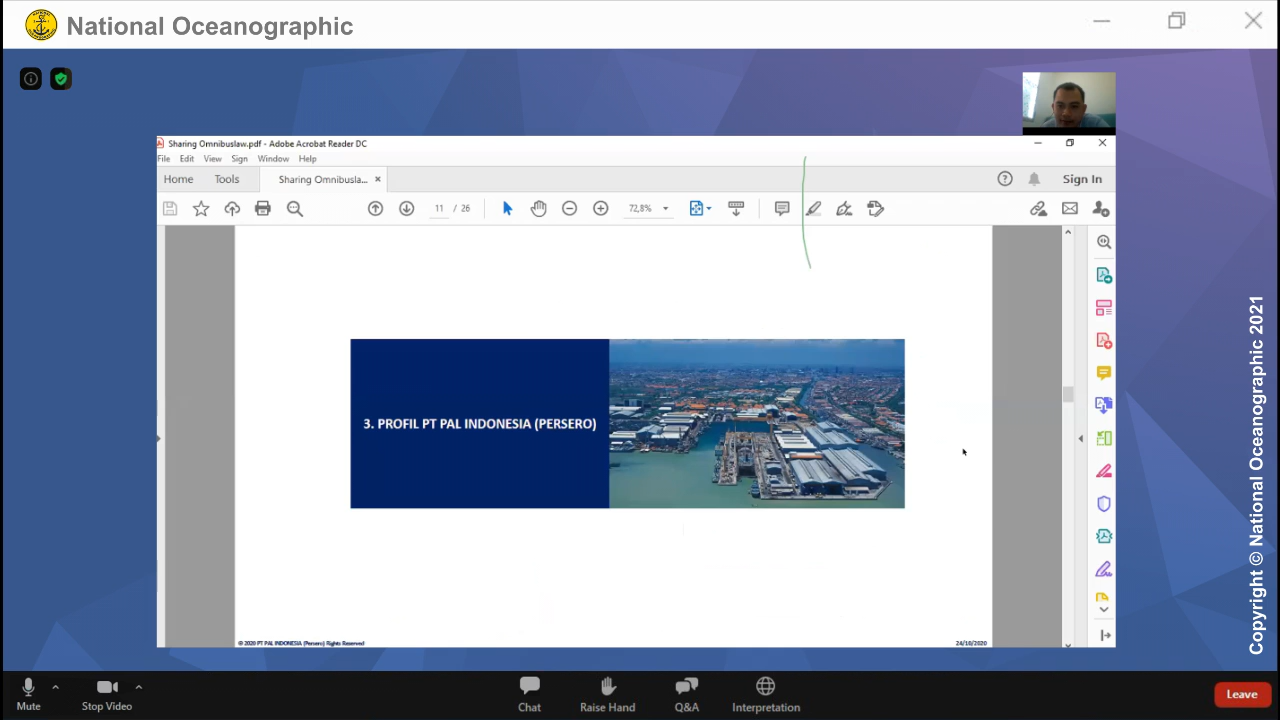 National Oceanographic
Sharing Omnibuslaw.pdf - Adobe Acrobat Reader DC
File Edit View Sign Window Help
Home Tools Sharing Omnibusla... × Sign In
11 / 26 72,8%
3. PROFIL PT PAL INDONESIA (PERSERO)
© 2020 PT PAL INDONESIA (Persero) Rights Reserved 24/10/2020
Copyright © National Oceanographic 2021
Mute Stop Video Chat Raise Hand Q&A Interpretation Leave